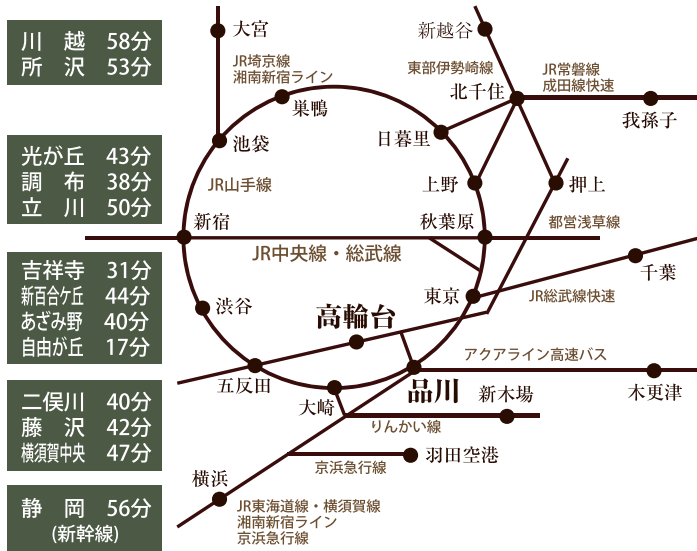 川　越　58分
所　沢　53分
光が丘　43分
調　布　38分
立　川　50分
吉祥寺　31分
新百合ケ丘　44分
あざみ野　40分
自由が丘　17分
二俣川　40分
藤　沢　42分
横須賀中央　47分
静　岡　56分
(新幹線)
大宮
新越谷
JR埼京線
湘南新宿ライン
東部伊勢崎線
JR常磐線
成田線快速
巣鴨
北千住
我孫子
池袋
日暮里
JR山手線
上野
押上
新宿
秋葉原
都営浅草線
JR中央線・総武線
千葉
渋谷
東京
JR総武線快速
高輪台
アクアライン高速バス
五反田
品川
大崎
新木場
木更津
りんかい線
京浜急行線
羽田空港
横浜
JR東海道線・横須賀線
湘南新宿ライン
京浜急行線